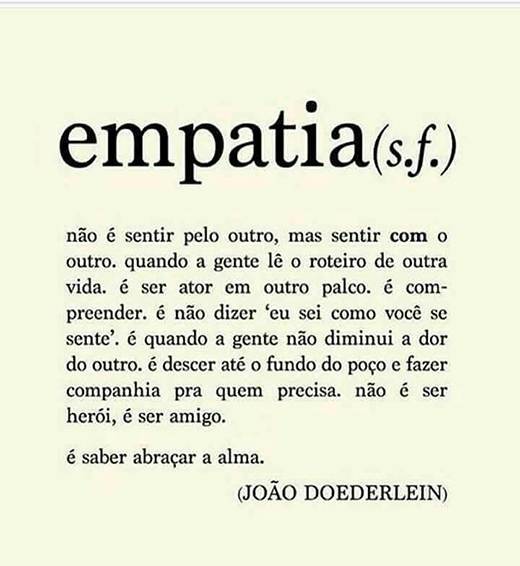 empatia(s.f.)
não é sentir pelo outro, mas sentir com o
outro. quando a gente lê o roteiro de outra
vida. é ser ator em outro palco. é com-
preender. é não dizer ‘eu sei como você se
sente’. é quando a gente não diminui a dor
do outro. é descer até o fundo do poço e fazer
companhia pra quem precisa. não é ser
herói, é ser amigo.
é saber abraçar a alma.
(JOÃO DOEDERLEIN)